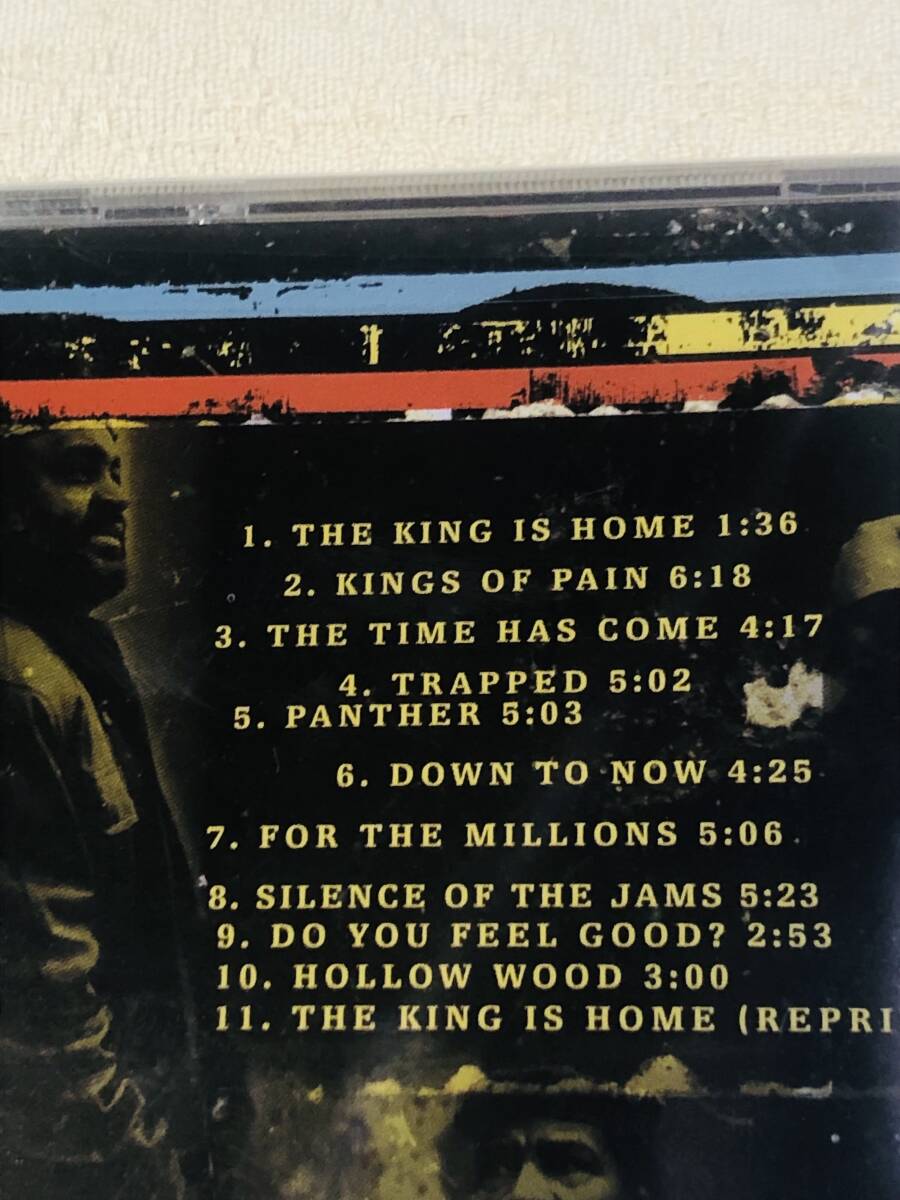 1. THE KING IS HOME 1:36
2. KINGS OF PAIN 6:18
3. THE TIME HAS COME 4:17
4. TRAPPED 5:02
5. PANTHER 5:03
6. DOWN TO NOW 4:25
7. FOR THE MILLIONS 5:06
8. SILENCE OF THE JAMS 5:23
9. DO YOU FEEL GOOD? 2:53
10. HOLLOW WOOD 3:00
11. THE KING IS HOME (REPRI